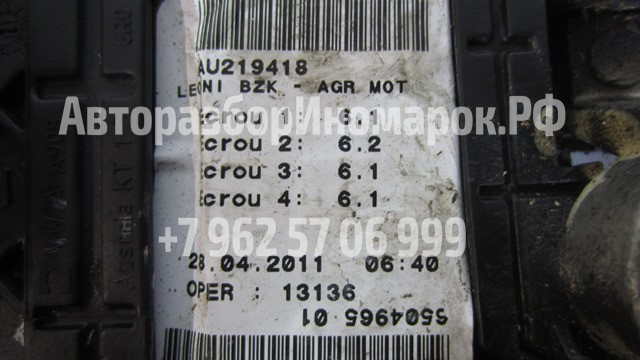 AU219418
LEONI BZK - AGR MOT
АвторазборИномарок.РФ
Ecrou 1: 6.1
Ecrou 2: 6.2
Ecrou 3: 6.1
Ecrou 4: 6.1
+7 962 57 06 999
28.04.2011 06:40
OPER : 13136
5504965 01